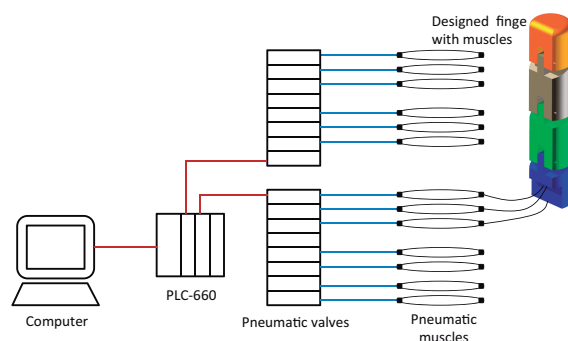 Designed finge
with muscles
PLC-660
Computer
Pneumatic valves
Pneumatic
muscles